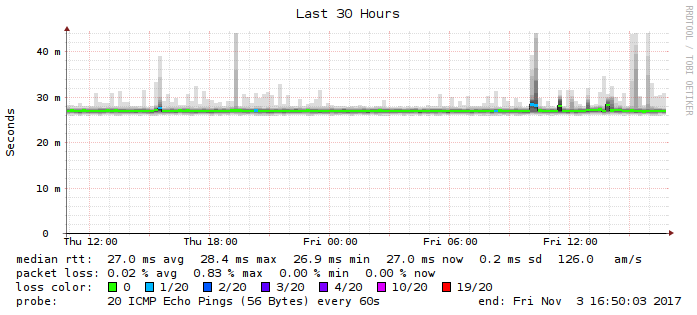 Last 30 Hours
RRDTOOL / TOBI OETIKER
Seconds
40 m
30 m
20 m
10 m
0
Thu 12:00 Thu 18:00 Fri 00:00 Fri 06:00 Fri 12:00
median rtt: 27.0 ms avg 28.4 ms max 26.9 ms min 27.0 ms now 0.2 ms sd 126.0 am/s
packet loss: 0.02 % avg 0.83 % max 0.00 % min 0.00 % now
loss color: 0 1/20 2/20 3/20 4/20 10/20 19/20
probe: 20 ICMP Echo Pings (56 Bytes) every 60s end: Fri Nov 3 16:50:03 2017